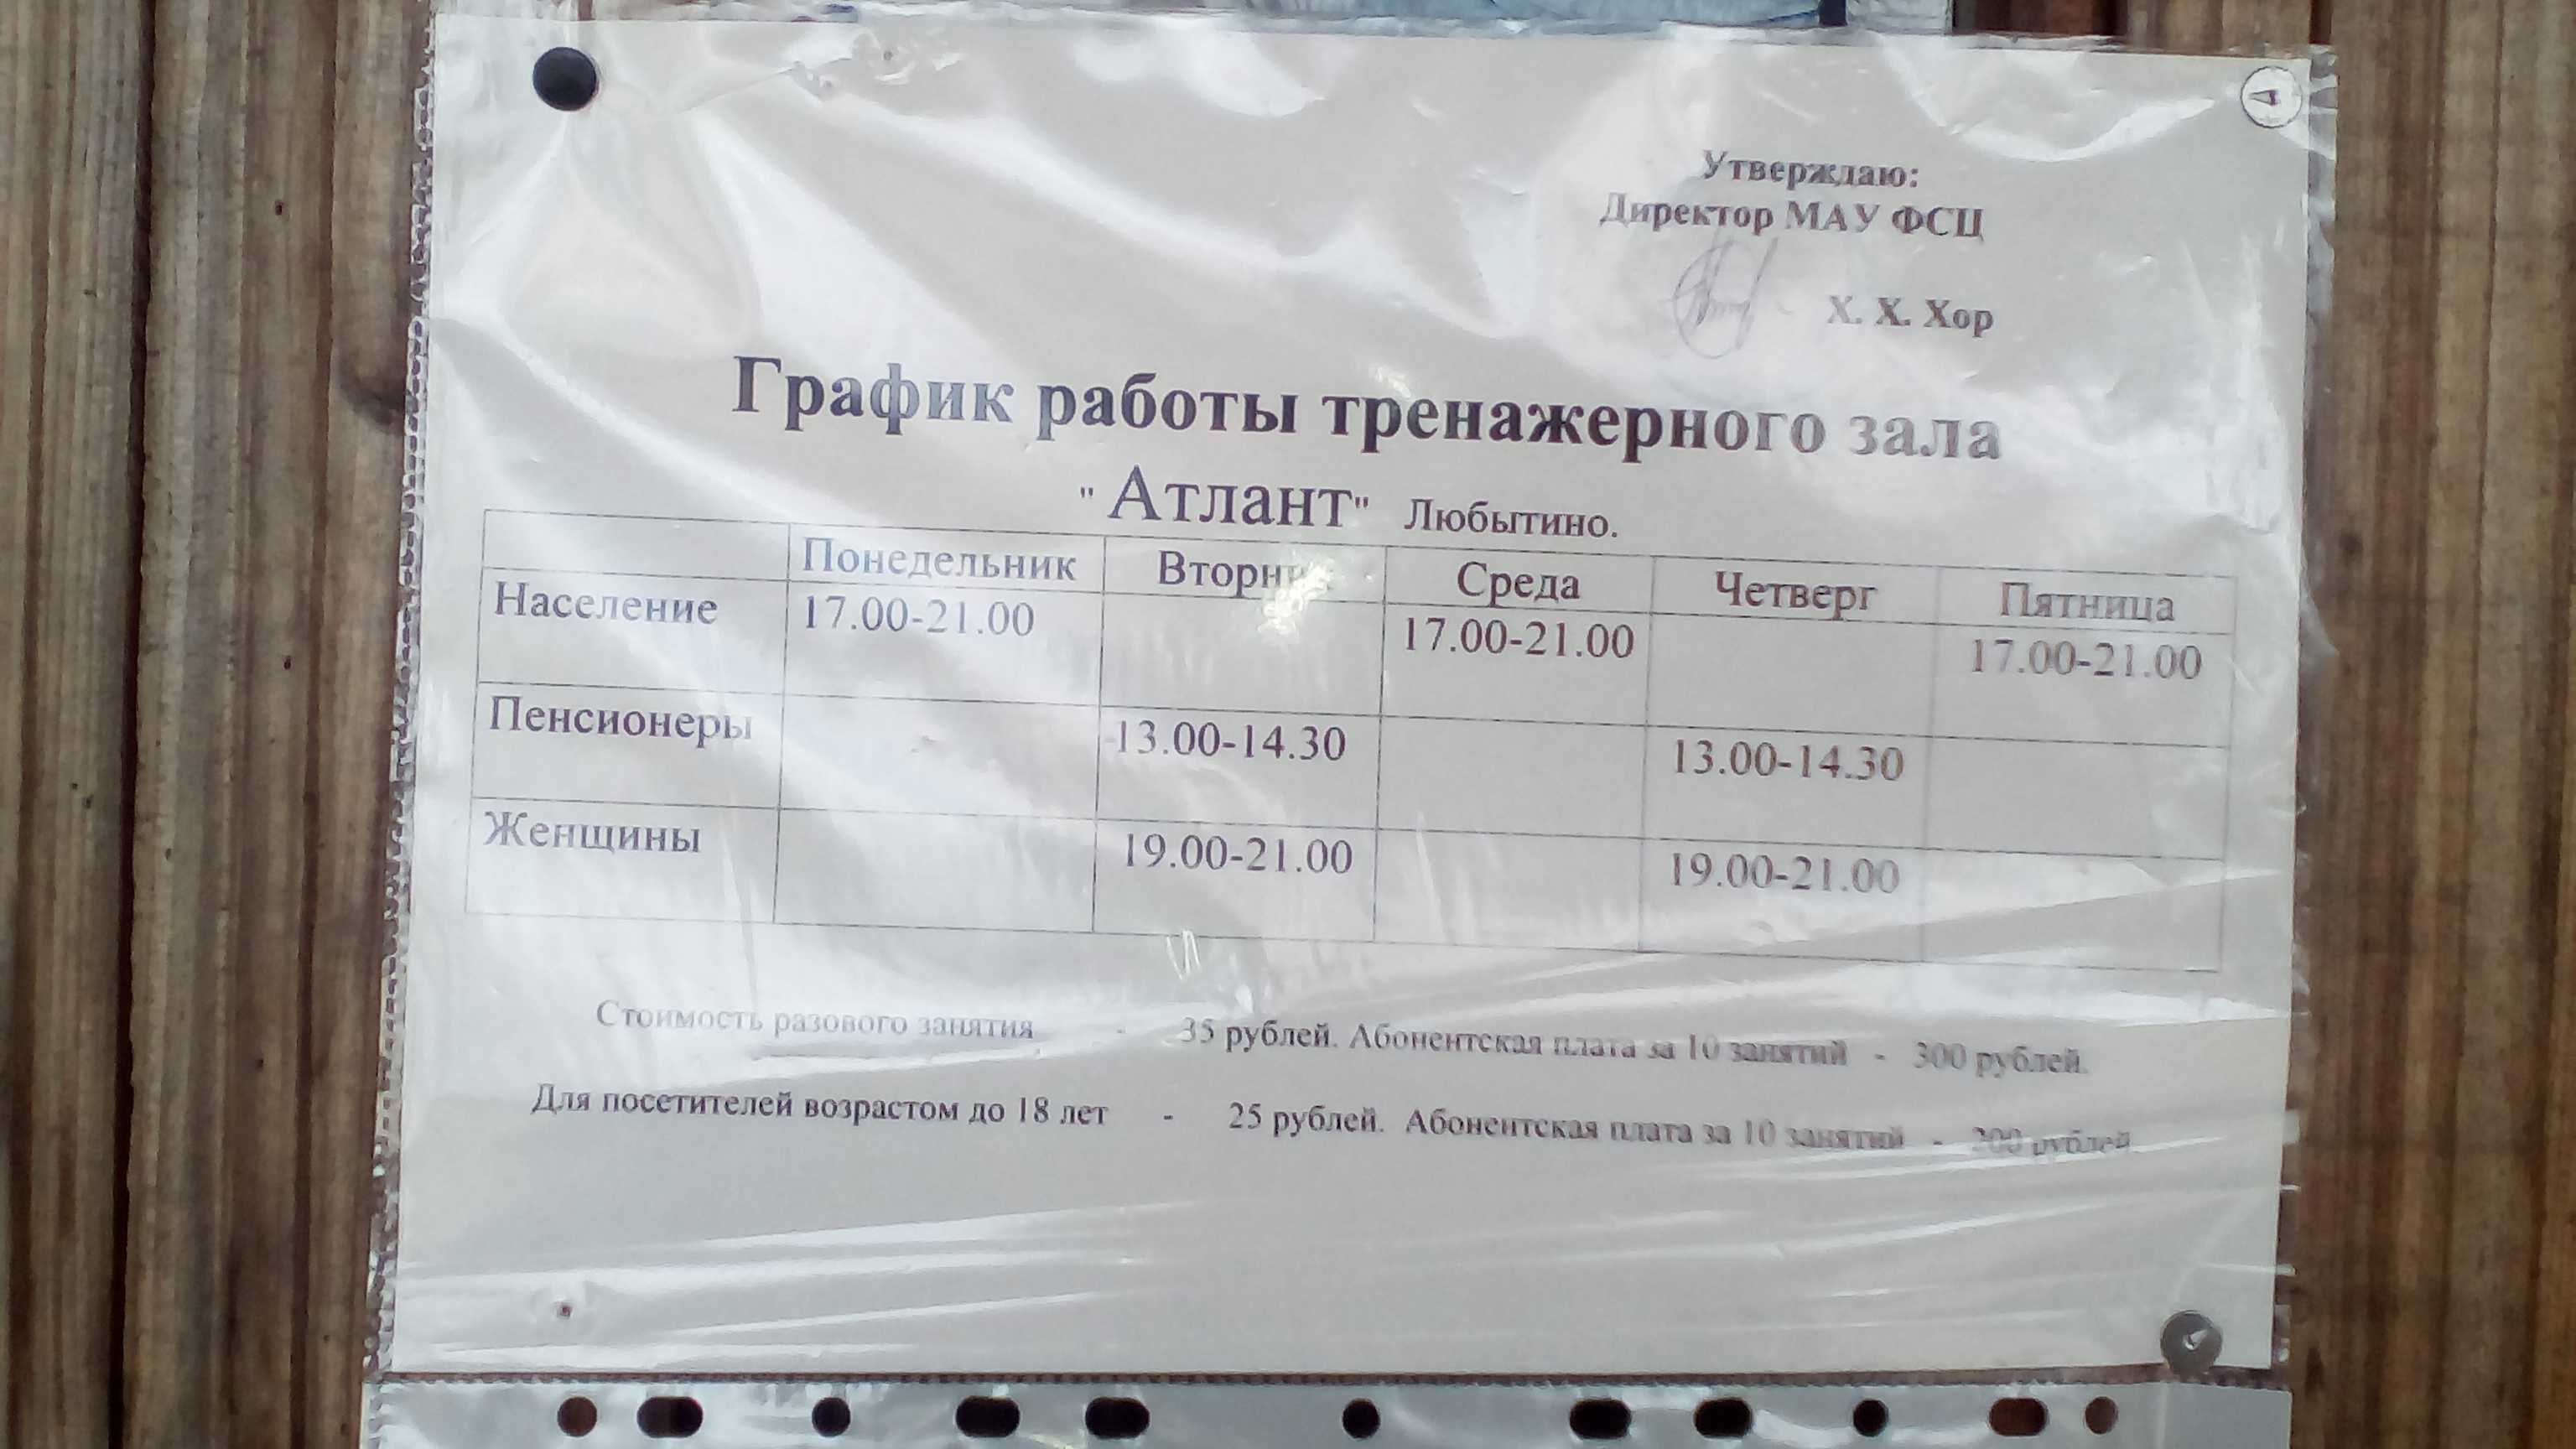 Утверждаю:
Директор МАУ ФСЦ
Х. Х. Хор
График работы тренажерного зала
" Атлант" Любытино.
Понедельник Вторник Среда Четверг Пятница
Население 17.00-21.00 17.00-21.00 17.00-21.00
Пенсионеры 13.00-14.30 13.00-14.30
Женщины 19.00-21.00 19.00-21.00
Стоимость разового занятия - 35 рублей. Абонентская плата за 10 занятий - 300 рублей.
Для посетителей возрастом до 18 лет - 25 рублей. Абонентская плата за 10 занятий - 200 рублей.